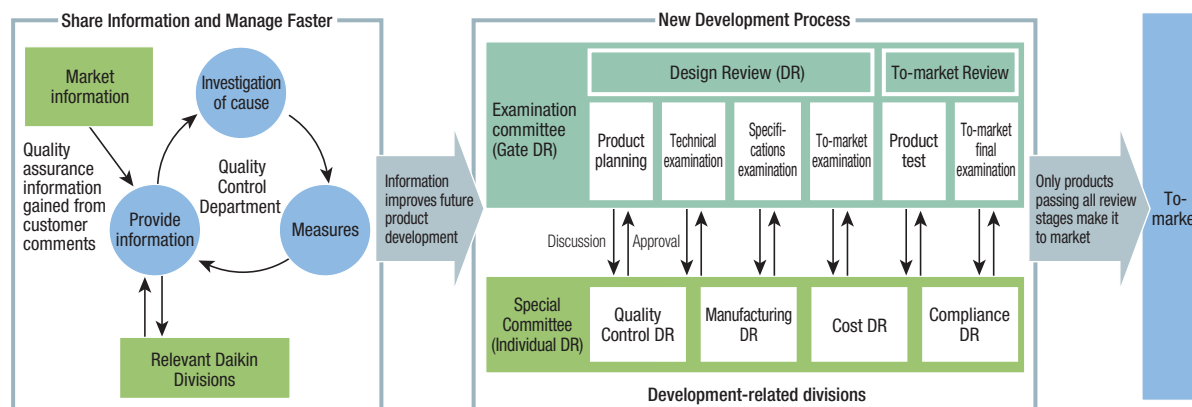 Share Information and Manage Faster
Market
information
Investigation
of cause
Quality
assurance
information
gained from
customer
comments
Quality
Control
Department
Provide
information
Measures
Relevant Daikin
Divisions
Information
improves future
product
development
New Development Process
Examination
committee
(Gate DR)
Design Review (DR)
To-market Review
Product
planning
Technical
examination
Specifi-
cations
examination
To-market
examination
Product
test
To-market
final
examination
Discussion
Approval
Special
Committee
(Individual DR)
Quality
Control DR
Manufacturing
DR
Cost DR
Compliance
DR
Development-related divisions
Only products
passing all review
stages make it
to market
To-
marke